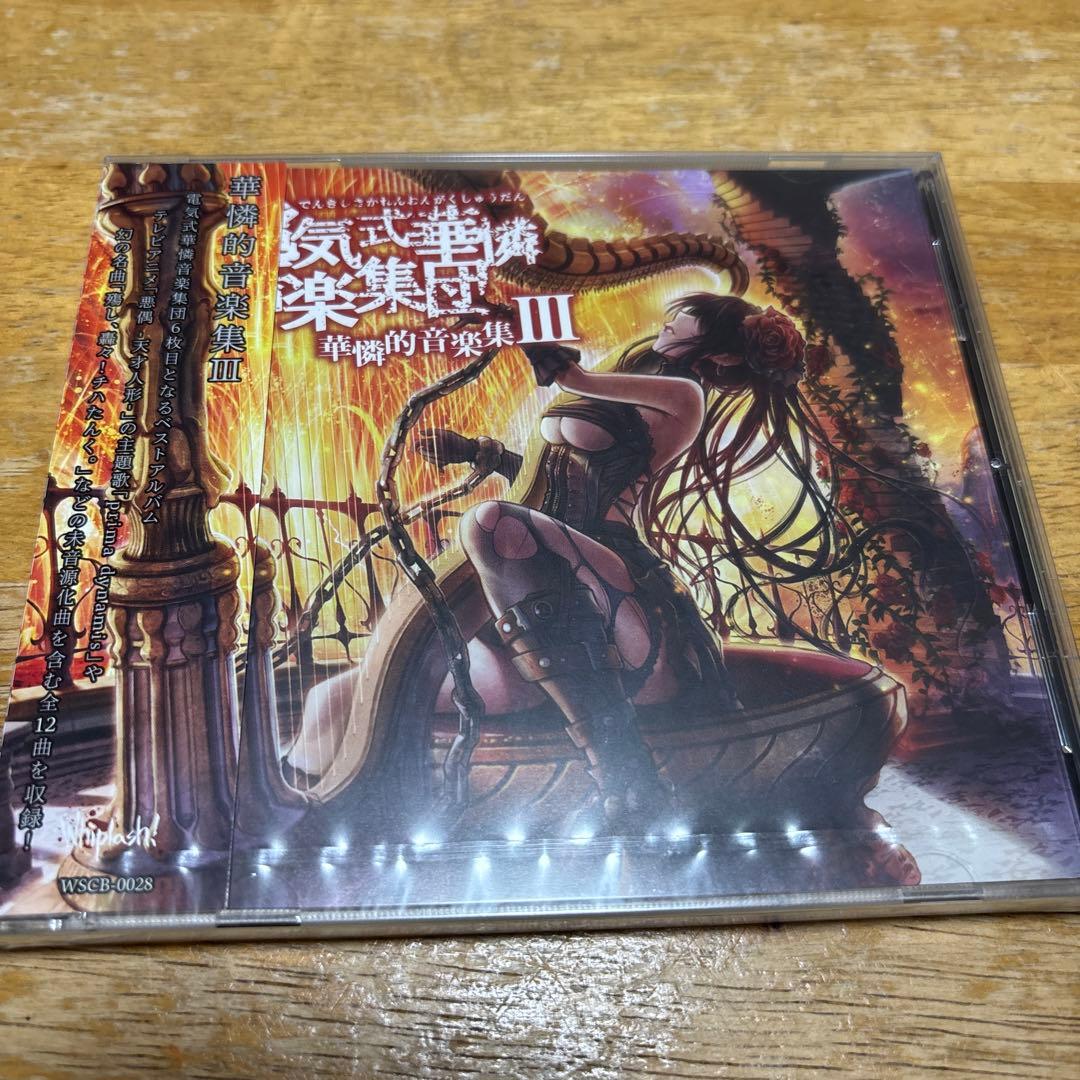 華憐的音楽集III
電気式華憐音楽集団6枚目となるベストアルバム
テレビアニメ「悪偶 -天才人形-」の主題歌「prima dynamis」や
幻の名曲「殤し、轟々！チハたんく。」などの未音源化曲を含む全12曲を収録！
Whiplash!
WSCB-0028
でんきしきかれんおんがくしゅうだん
気式華憐
楽集団
華憐的音楽集III